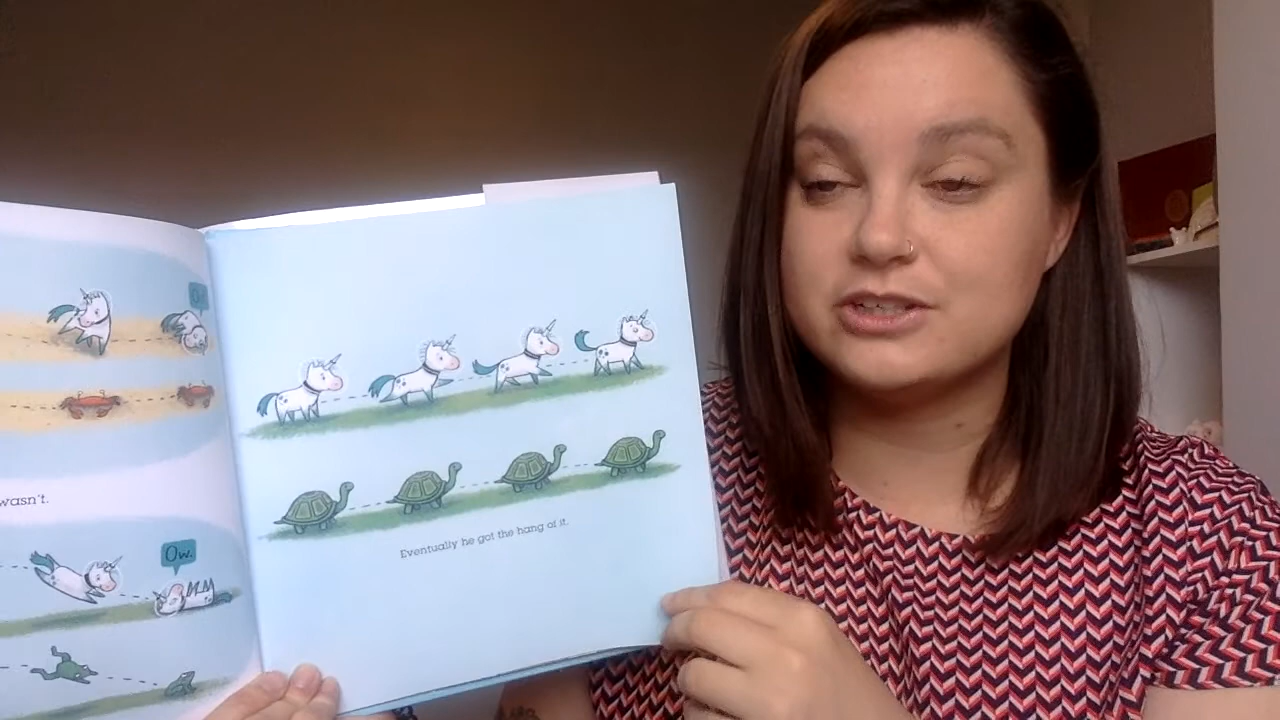 wasn't.
Ow.
Eventually he got the hang of it.